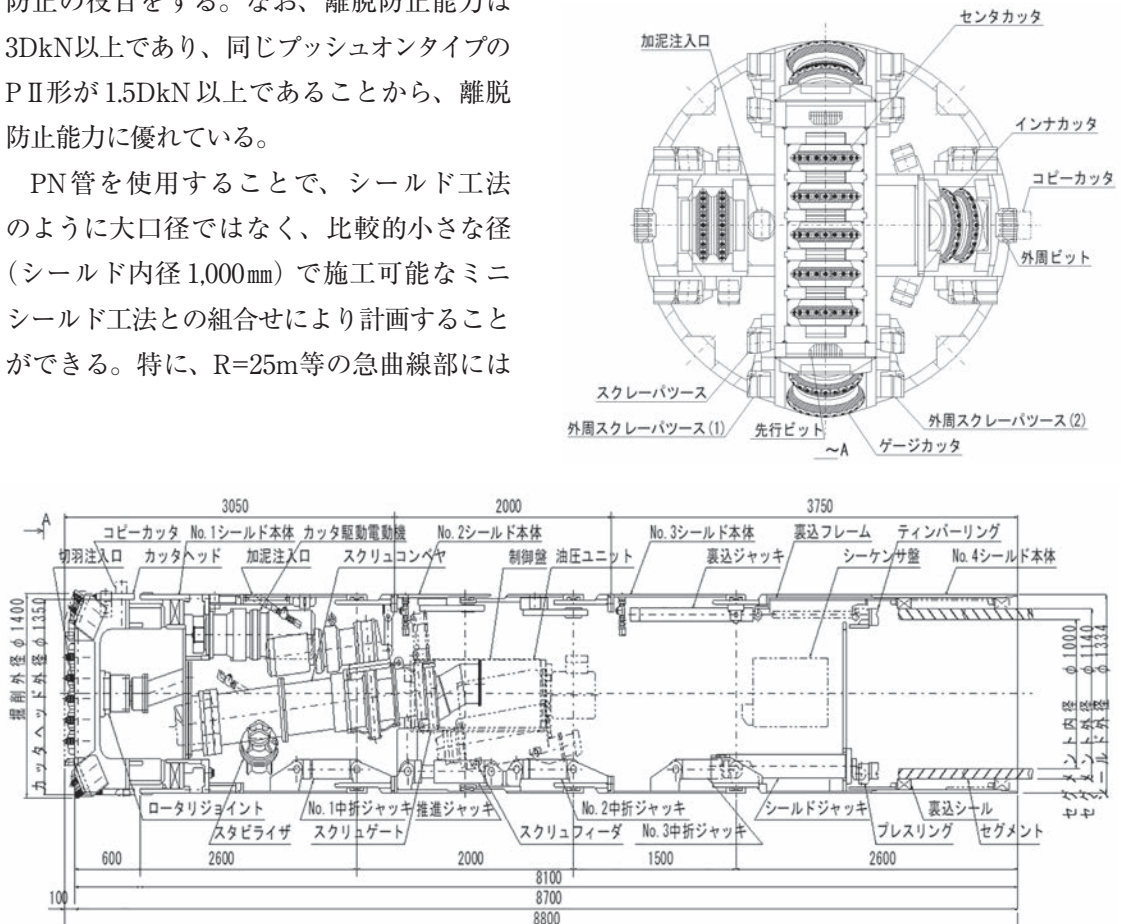 防止の役目をする。なお、離脱防止能力は
3DkN以上であり、同じプッシュオンタイプの
PⅡ形が1.5DkN以上であることから、離脱
防止能力に優れている。
PN管を使用することで、シールド工法
のように大口径ではなく、比較的小さな径
（シールド内径1,000㎜）で施工可能なミニ
シールド工法との組合せにより計画すること
ができる。特に、R=25m等の急曲線部には
センタカッタ
加泥注入口
インナカッタ
コピーカッタ
外周ビット
スクレーパツース
外周スクレーパツース(1)
先行ビット
外周スクレーパツース(2)
ゲージカッタ
～A
3050 2000 3750
A
コピーカッタ No.1シールド本体 カッタ駆動電動機 No.2シールド本体 No.3シールド本体 裏込フレーム ティンバーリング
切羽注入口 カッタヘッド 加泥注入口 スクリュコンベヤ 制御盤 油圧ユニット 裏込ジャッキ シーケンサ盤 No.4シールド本体
掘削外径 φ1400
カッタヘッド外径 φ1350
セグメント内径 φ1000
セグメント外径 φ1140
シールド外径 φ1334
ロータリジョイント No.1中折ジャッキ 推進ジャッキ No.2中折ジャッキ シールドジャッキ 裏込シール
スタビライザ スクリュゲート スクリュフィーダ No.3中折ジャッキ プレスリング セグメント
600 2600 2000 1500 2600
8100
100 8700
8800